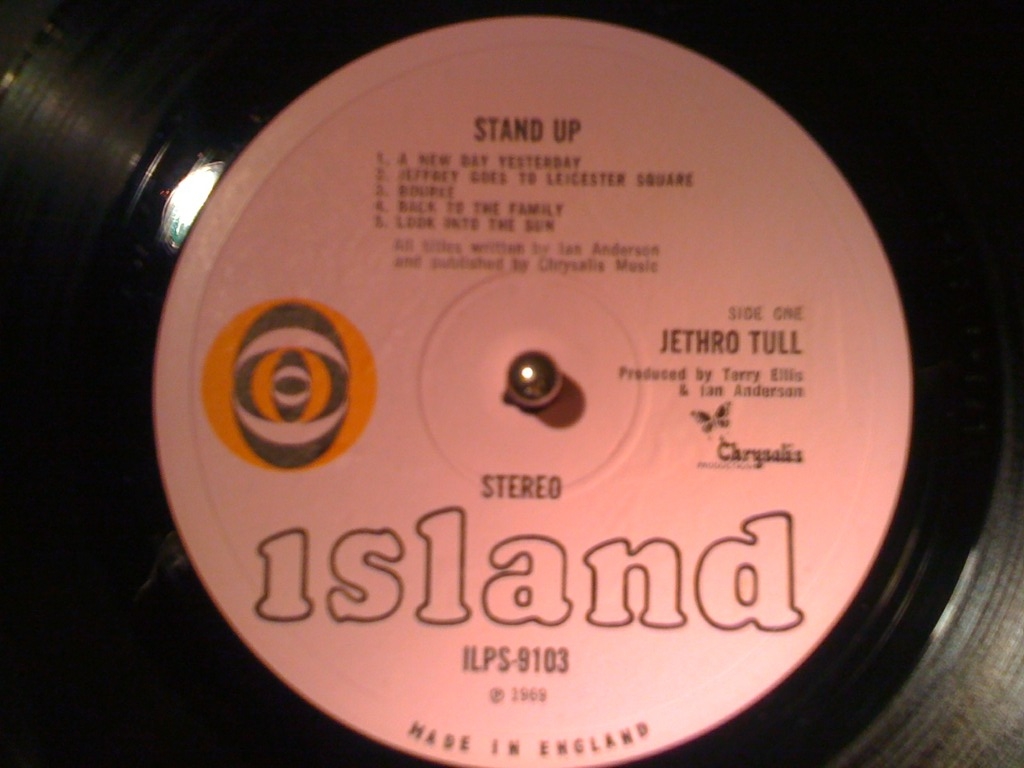 STAND UP
1. A NEW DAY YESTERDAY
2. JEFFREY GOES TO LEICESTER SQUARE
3. BOUREE
4. BACK TO THE FAMILY
5. LOOK INTO THE SUN
All titles written by Ian Anderson
and published by Chrysalis Music
SIDE ONE
JETHRO TULL
Produced by Terry Ellis
& Ian Anderson
Chrysalis
PRODUCTION
STEREO
island
ILPS-9103
℗ 1969
MADE IN ENGLAND